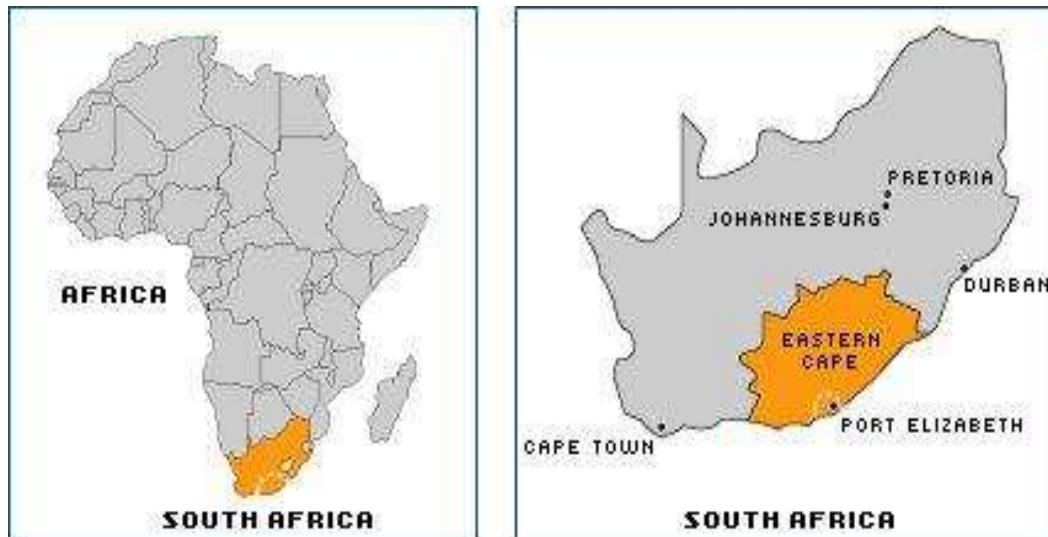 AFRICA
SOUTH AFRICA
PRETORIA
JOHANNESBURG
DURBAN
EASTERN
CAPE
PORT ELIZABETH
CAPE TOWN
SOUTH AFRICA